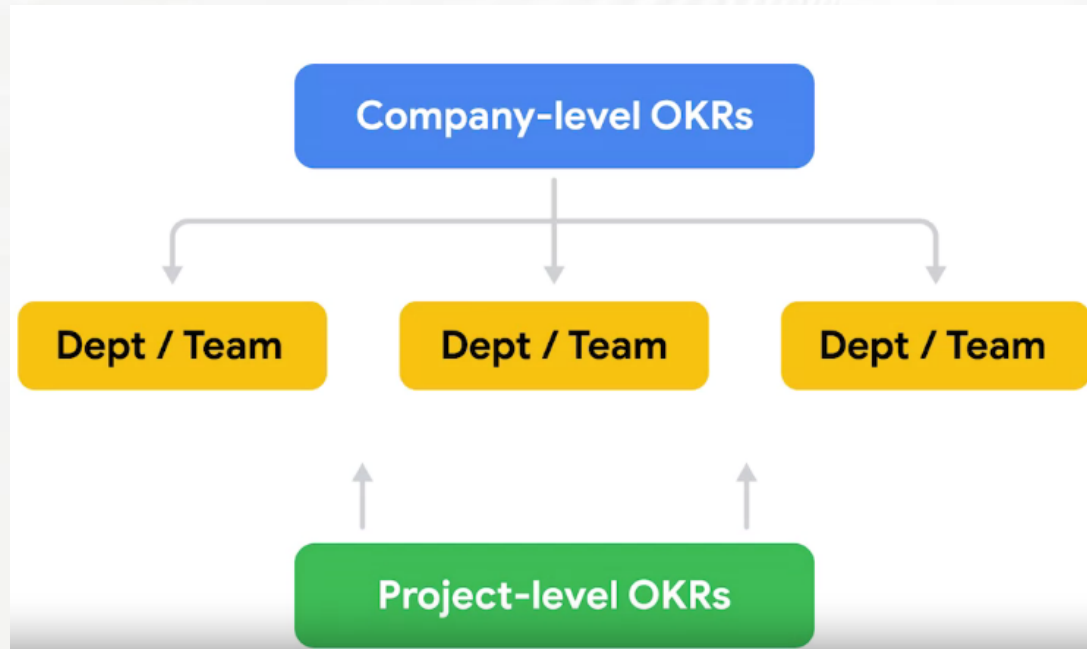 Company-level OKRs
Dept / Team
Dept / Team
Dept / Team
Project-level OKRs